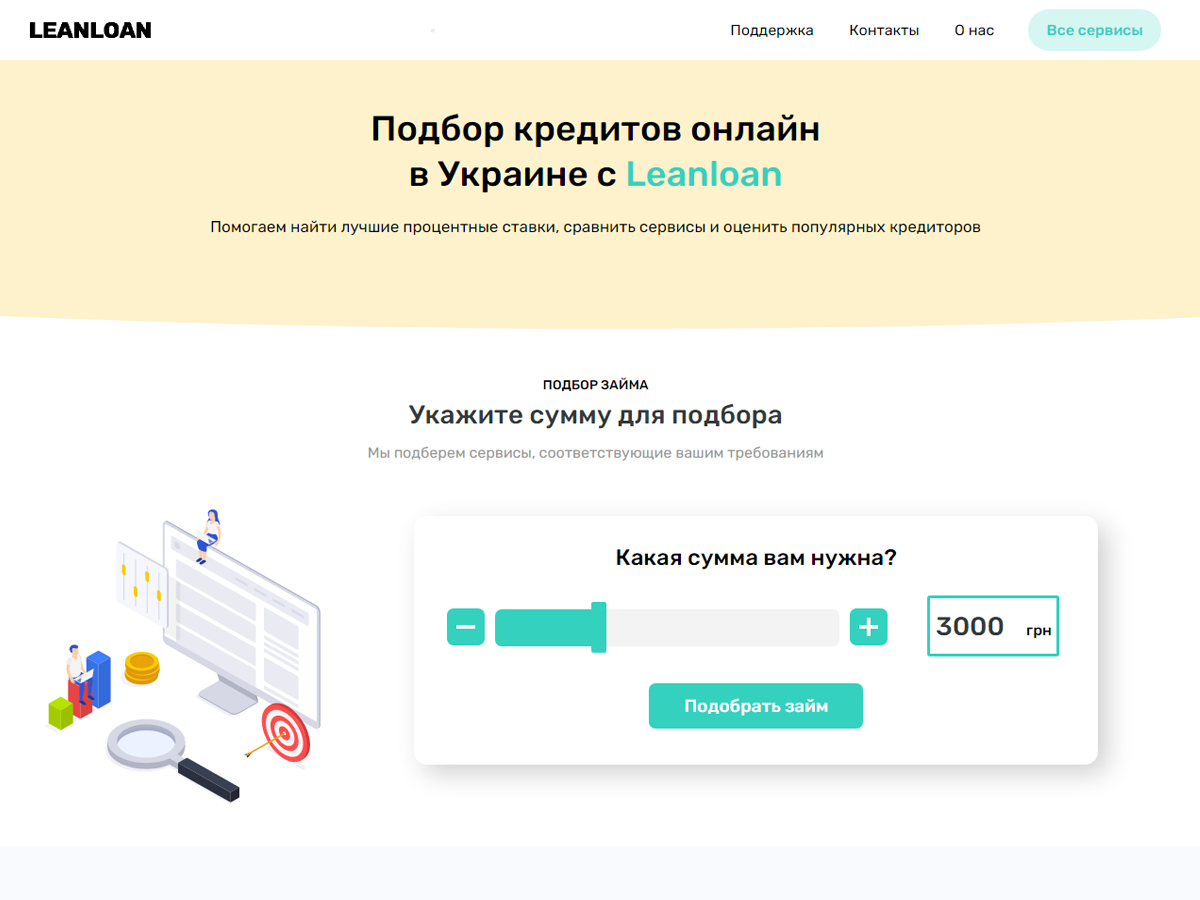 LEANLOAN
Поддержка
Контакты
О нас
Все сервисы
Подбор кредитов онлайн
в Украине с Leanloan
Помогаем найти лучшие процентные ставки, сравнить сервисы и оценить популярных кредиторов
ПОДБОР ЗАЙМА
Укажите сумму для подбора
Мы подберем сервисы, соответствующие вашим требованиям
Какая сумма вам нужна?
3000 грн
Подобрать займ